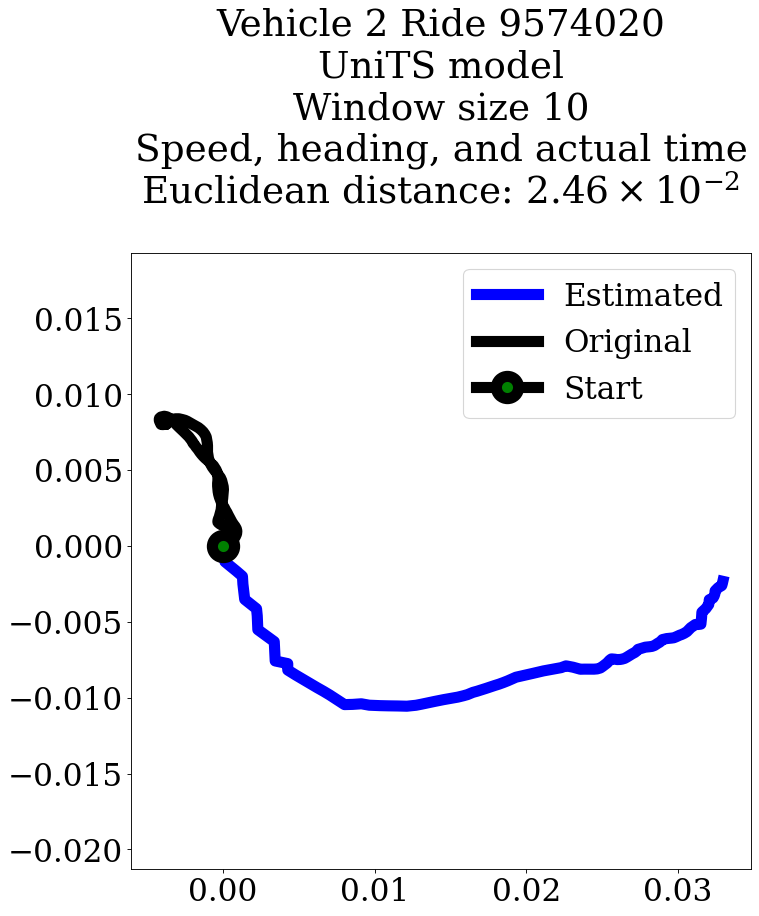 Vehicle 2 Ride 9574020
UniTS model
Window size 10
Speed, heading, and actual time
Euclidean distance: 2.46 × 10⁻²
Estimated
Original
Start
0.015
0.010
0.005
0.000
−0.005
−0.010
−0.015
−0.020
0.00 0.01 0.02 0.03